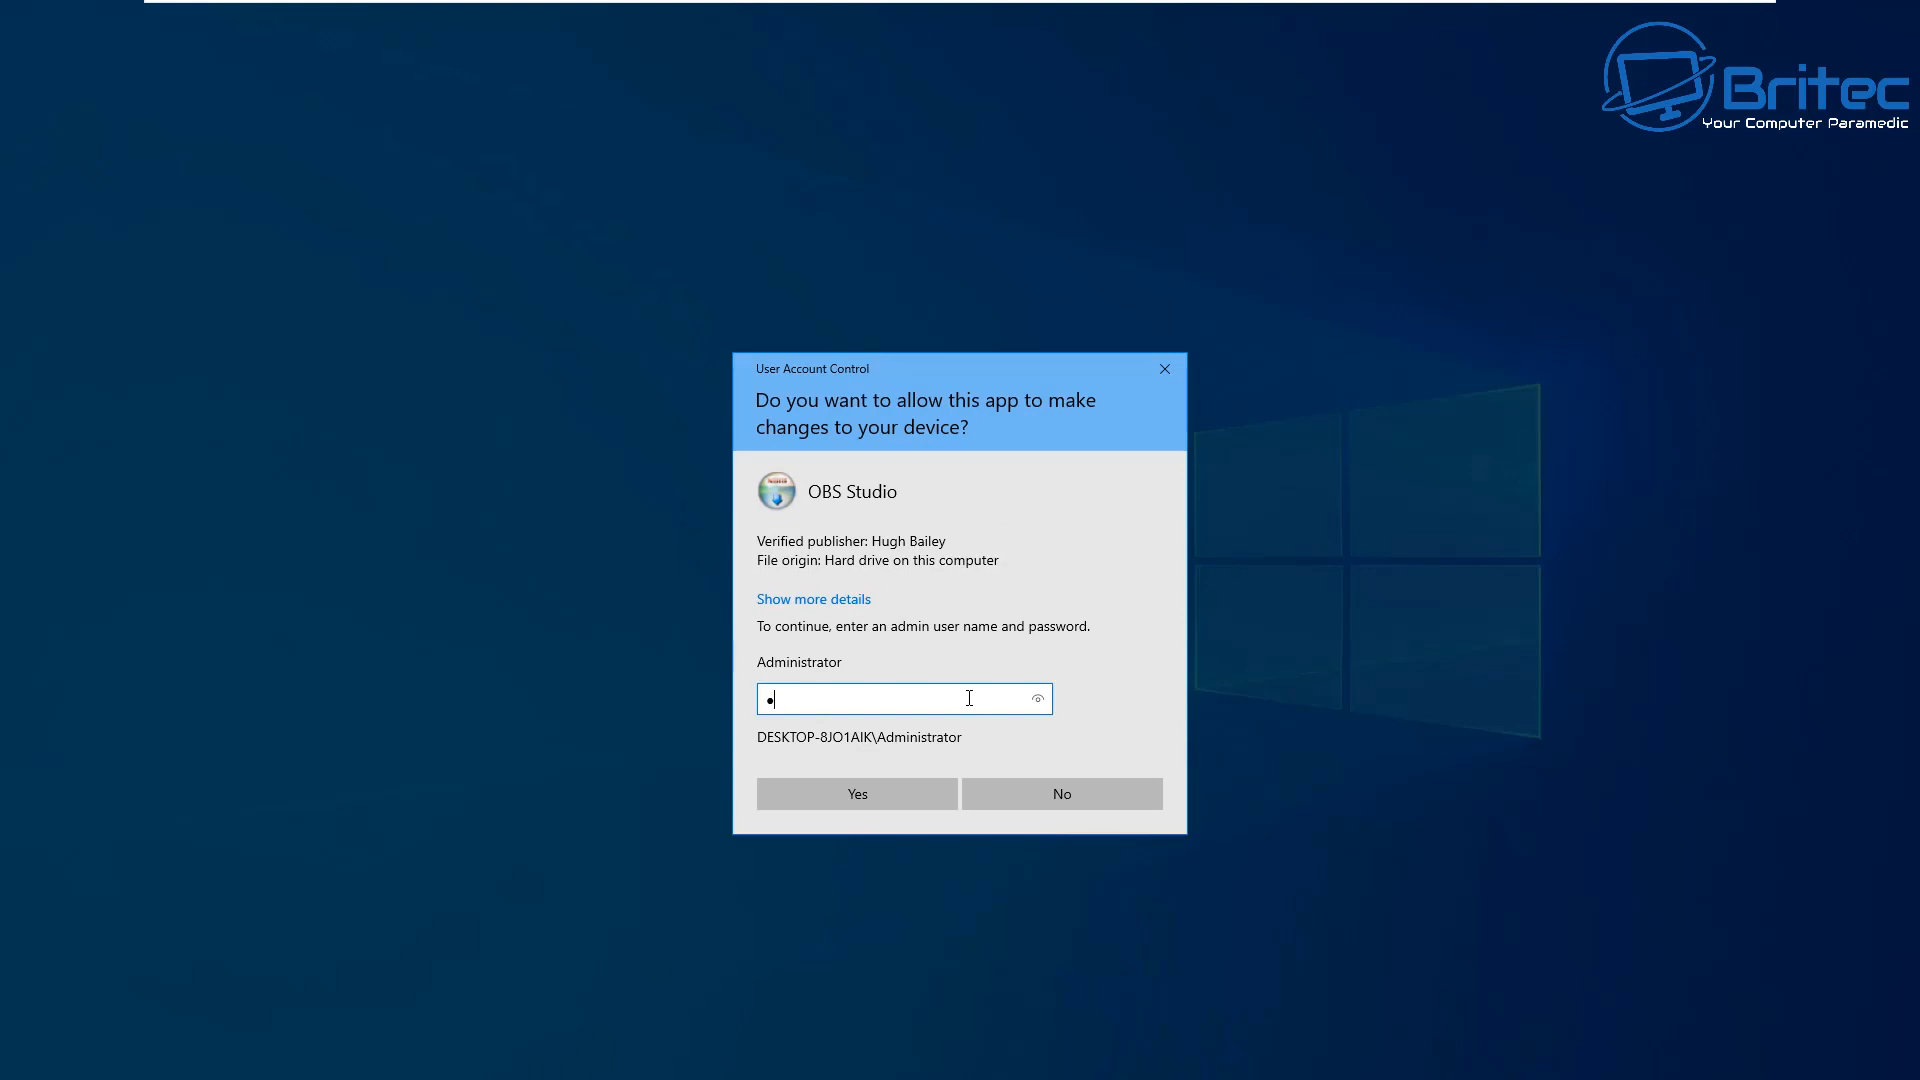 Britec
Your Computer Paramedic
User Account Control
Do you want to allow this app to make
changes to your device?
OBS Studio
Verified publisher: Hugh Bailey
File origin: Hard drive on this computer
Show more details
To continue, enter an admin user name and password.
Administrator
DESKTOP-8JO1AIK\Administrator
Yes
No